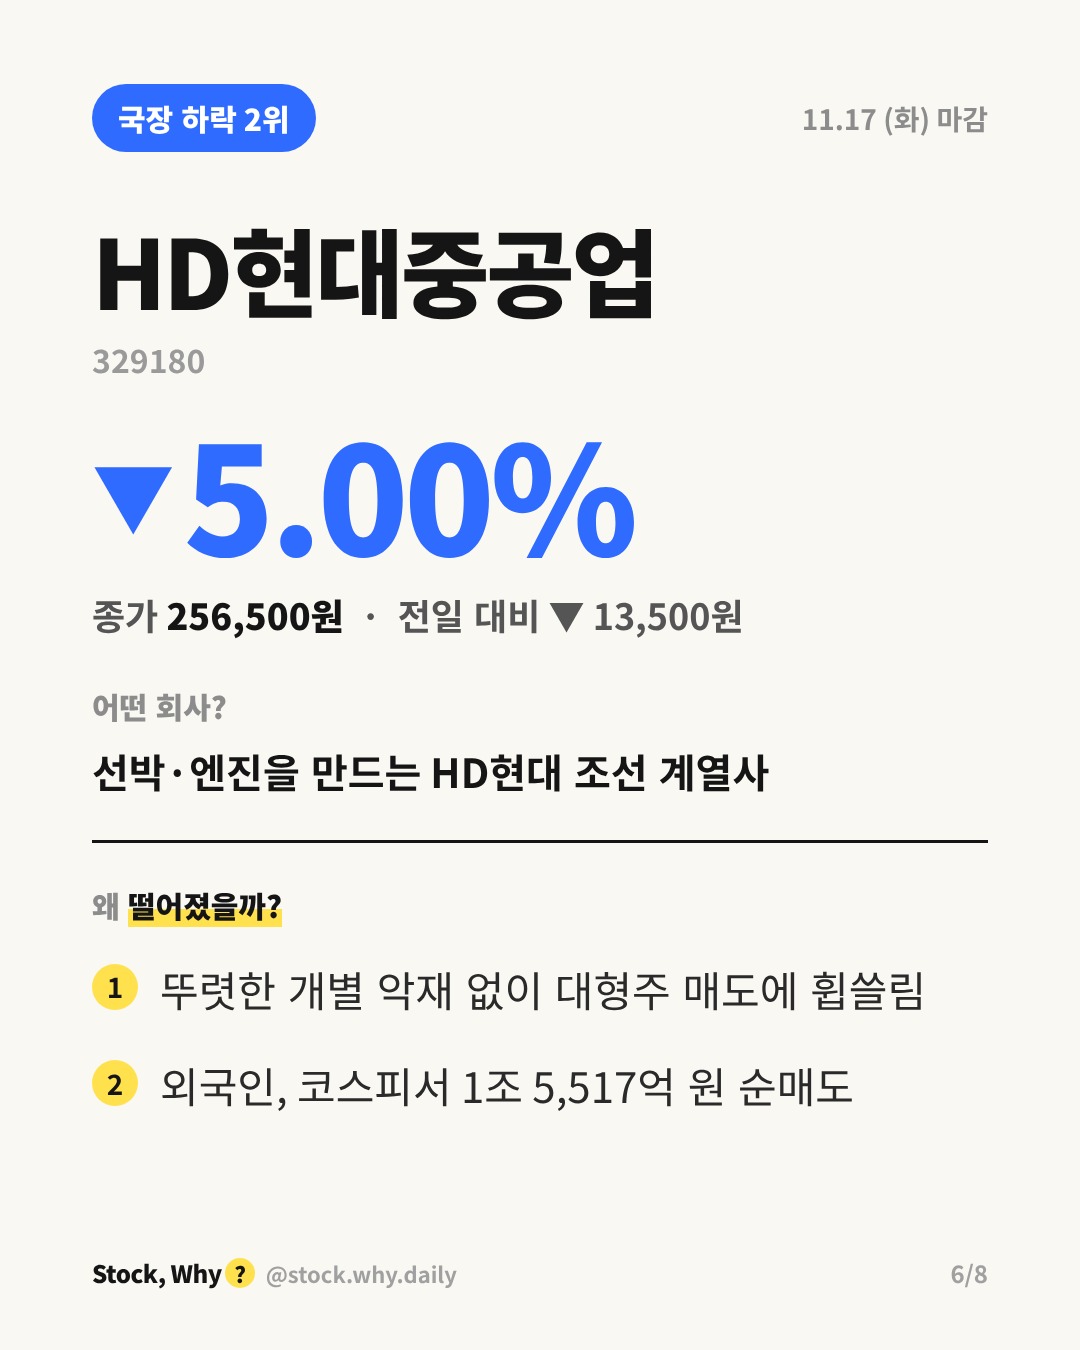 국장 하락 2위
11.17 (화) 마감
HD현대중공업
329180
▼5.00%
종가 256,500원 · 전일 대비 ▼ 13,500원
어떤 회사?
선박·엔진을 만드는 HD현대 조선 계열사
왜 떨어졌을까?
1 뚜렷한 개별 악재 없이 대형주 매도에 휩쓸림
2 외국인, 코스피서 1조 5,517억 원 순매도
Stock, Why ? @stock.why.daily
6/8